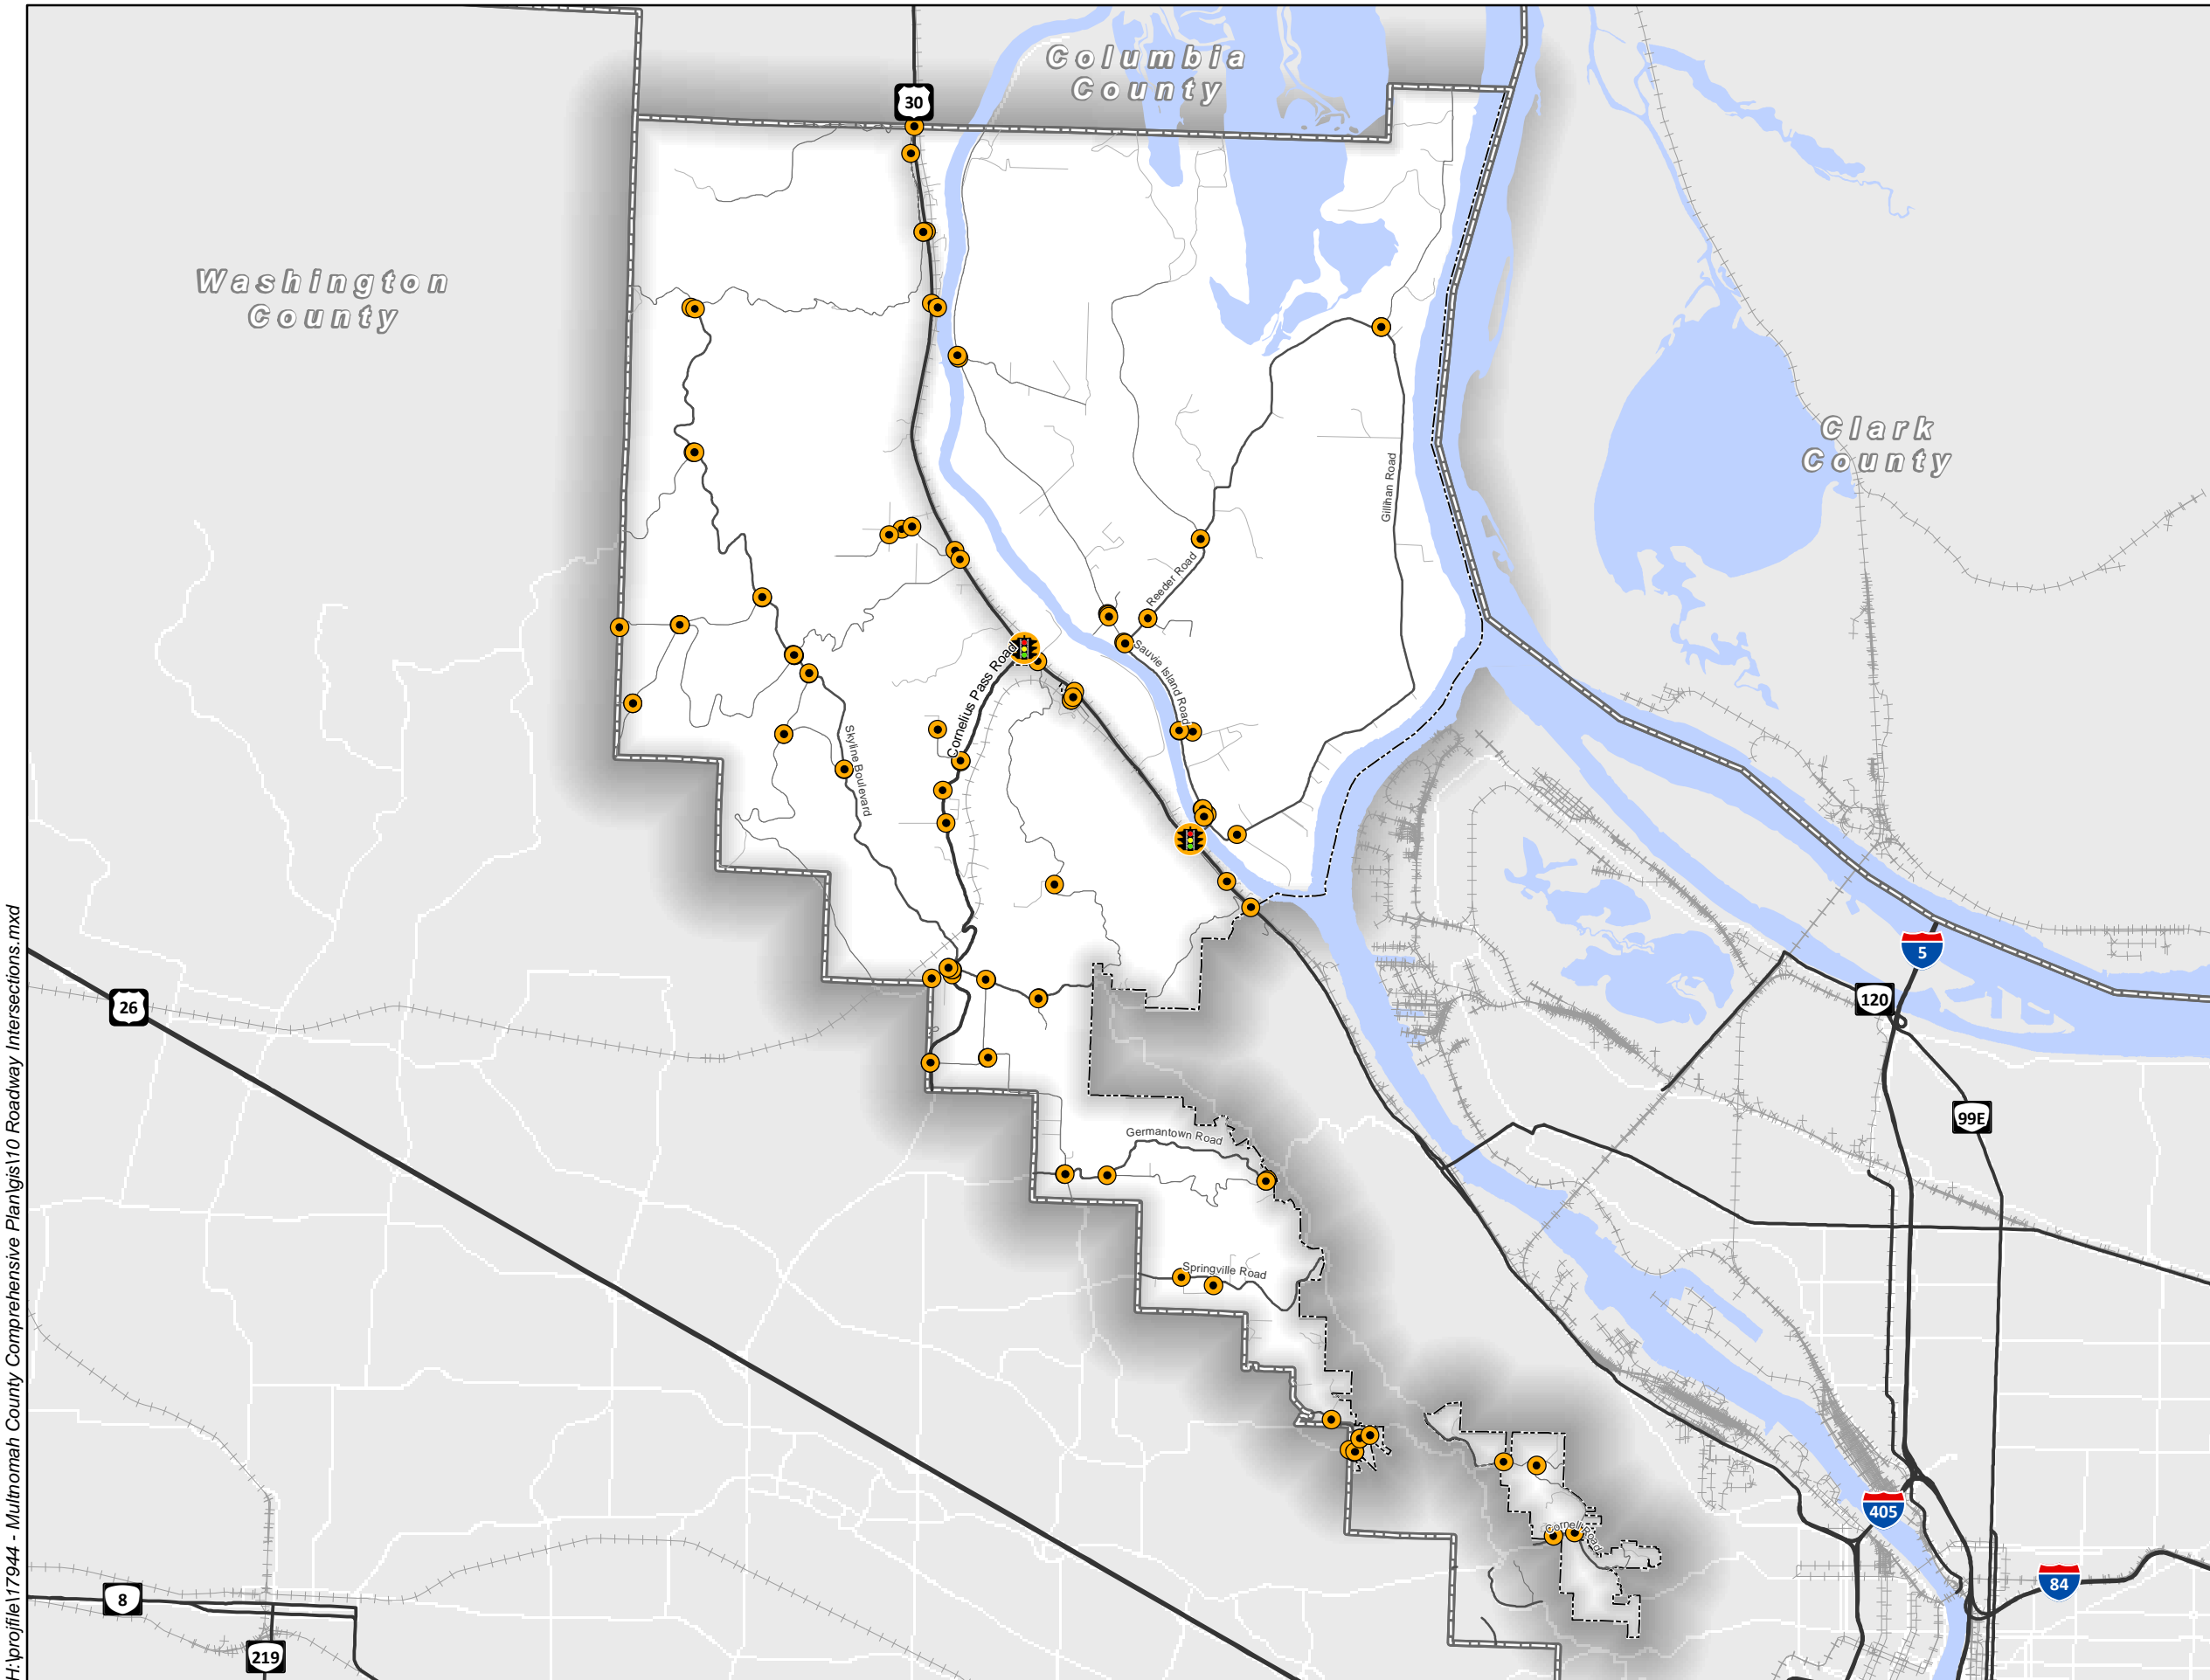 Columbia
County
30
Washington
County
Clark
County
Gillihan Road
Reeder Road
Sauvie Island Road
Cornelius Pass Road
Skyline Boulevard
5
26
120
99E
Germantown Road
Springville Road
Cornell Road
405
84
8
219
H:\projfile\17944 - Multnomah County Comprehensive Plan\gis\10 Roadway Intersections.mxd